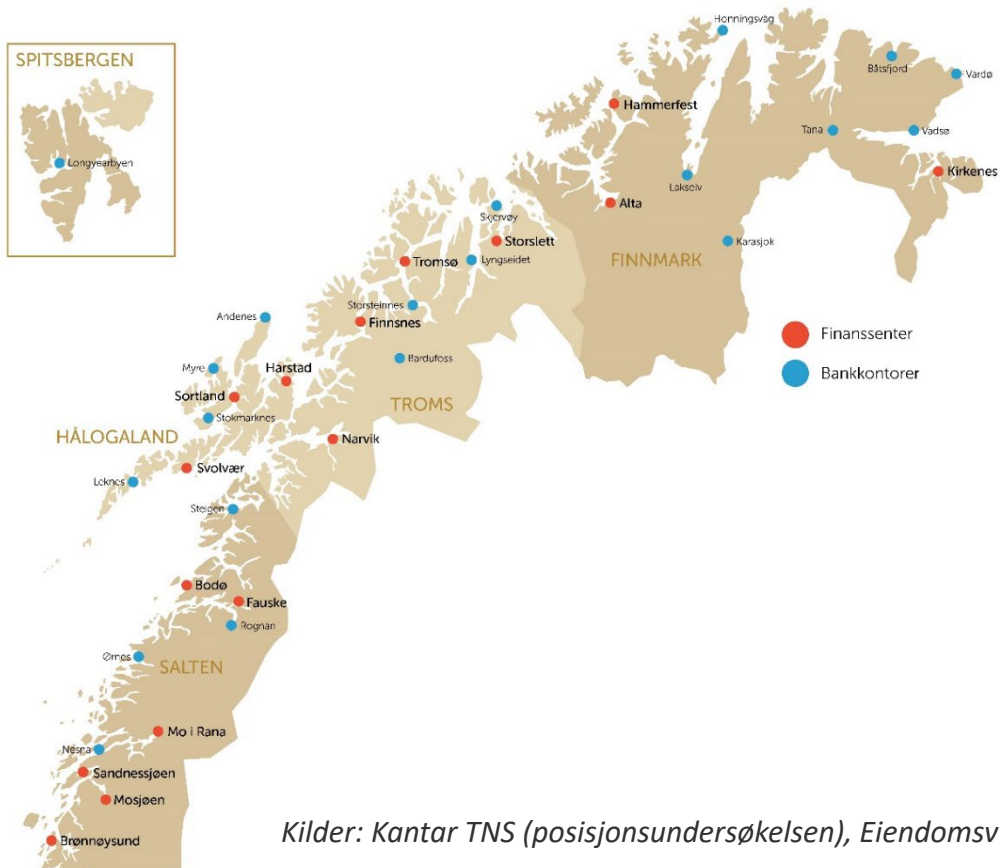 SPITSBERGEN
Longyearbyen
Honningsvåg
Båtsfjord
Vardø
Hammerfest
Tana
Vadsø
Kirkenes
Lakselv
Alta
Skjervøy
Storslett
Karasjok
Lyngseidet
Tromsø
FINNMARK
Storsteinnes
Andenes
Finnsnes
Finanssenter
Bardufoss
Myre
Harstad
Bankkontorer
Sortland
TROMS
Stokmarknes
HÅLOGALAND
Narvik
Svolvær
Leknes
Steigen
Bodø
Fauske
Rognan
Ørnes
SALTEN
Mo i Rana
Nesna
Sandnessjøen
Mosjøen
Brønnøysund
Kilder: Kantar TNS (posisjonsundersøkelsen), Eiendomsv